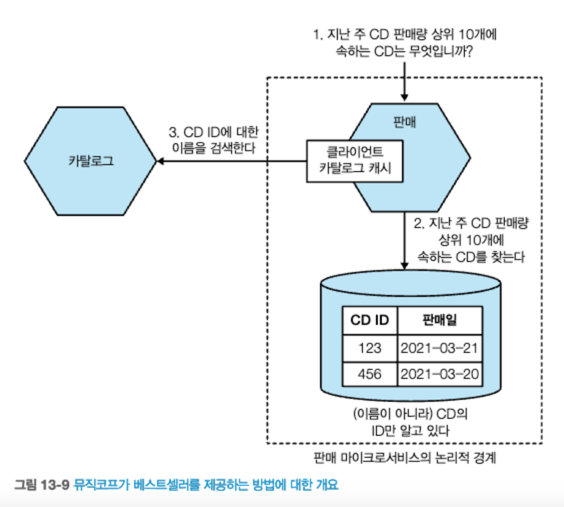 1. 지난 주 CD 판매량 상위 10개에
속하는 CD는 무엇입니까?
판매
3. CD ID에 대한
이름을 검색한다
카탈로그
클라이언트
카탈로그 캐시
2. 지난 주 CD 판매량
상위 10개에
속하는 CD를 찾는다
CD ID 판매일
123 2021-03-21
456 2021-03-20
(이름이 아니라) CD의
ID만 알고 있다
판매 마이크로서비스의 논리적 경계
그림 13-9 뮤직코프가 베스트셀러를 제공하는 방법에 대한 개요